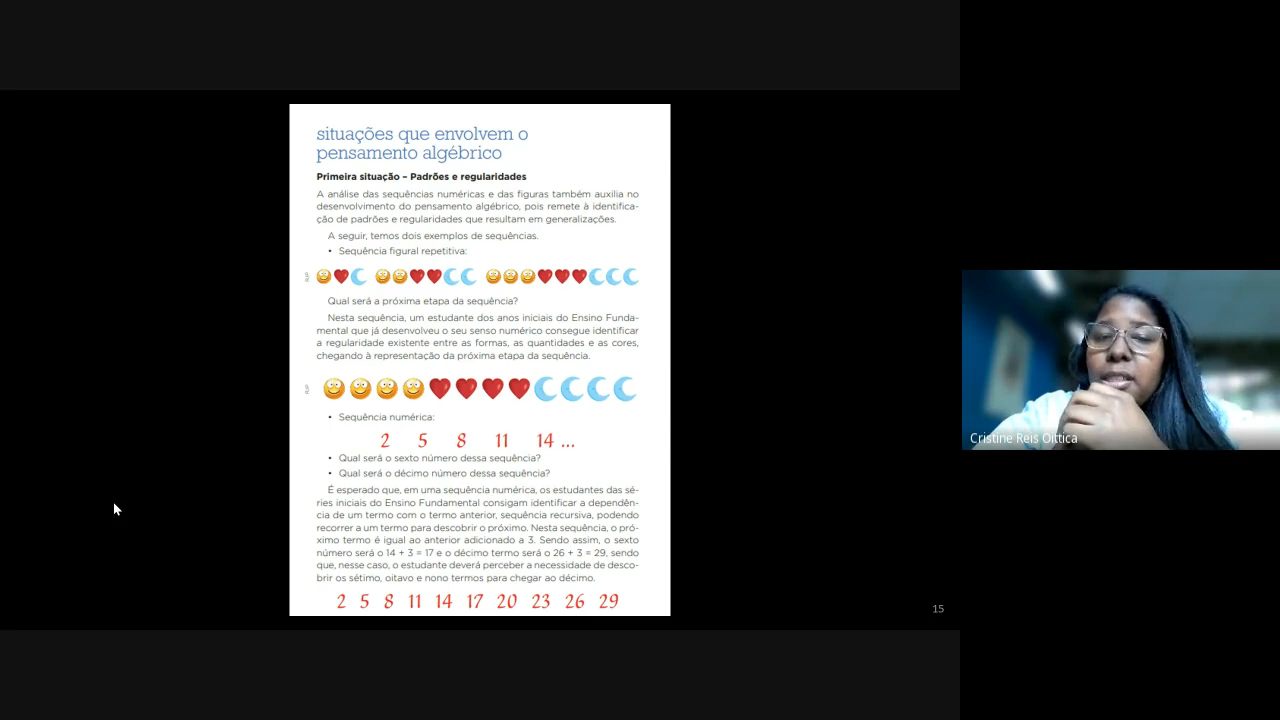 situações que envolvem o
pensamento algébrico
Primeira situação – Padrões e regularidades
A análise das sequências numéricas e das figuras também auxilia no
desenvolvimento do pensamento algébrico, pois remete à identifica-
ção de padrões e regularidades que resultam em generalizações.
A seguir, temos dois exemplos de sequências.
• Sequência figural repetitiva:
Qual será a próxima etapa da sequência?
Nesta sequência, um estudante dos anos iniciais do Ensino Funda-
mental que já desenvolveu o seu senso numérico consegue identificar
a regularidade existente entre as formas, as quantidades e as cores,
chegando à representação da próxima etapa da sequência.
• Sequência numérica:
2 5 8 11 14 ...
• Qual será o sexto número dessa sequência?
• Qual será o décimo número dessa sequência?
É esperado que, em uma sequência numérica, os estudantes das sé-
ries iniciais do Ensino Fundamental consigam identificar a dependên-
cia de um termo com o termo anterior, sequência recursiva, podendo
recorrer a um termo para descobrir o próximo. Nesta sequência, o pró-
ximo termo é igual ao anterior adicionado a 3. Sendo assim, o sexto
número será o 14 + 3 = 17 e o décimo termo será o 26 + 3 = 29, sendo
que, nesse caso, o estudante deverá perceber a necessidade de desco-
brir os sétimo, oitavo e nono termos para chegar ao décimo.
2 5 8 11 14 17 20 23 26 29
15
Cristine Reis Oittica